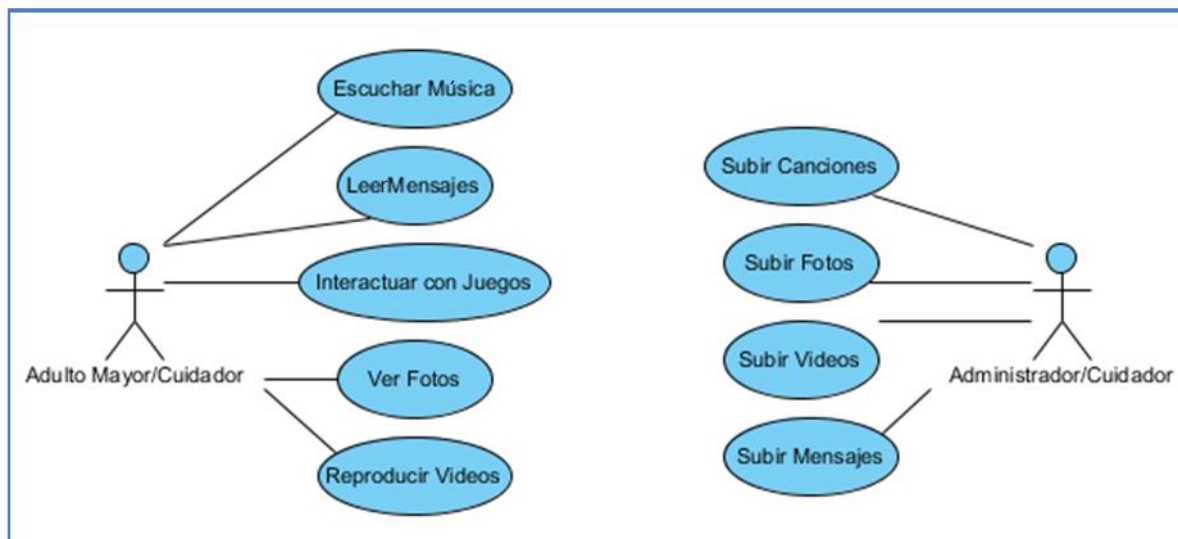 Escuchar Música
LeerMensajes
Interactuar con Juegos
Ver Fotos
Reproducir Videos
Adulto Mayor/Cuidador
Subir Canciones
Subir Fotos
Subir Videos
Subir Mensajes
Administrador/Cuidador